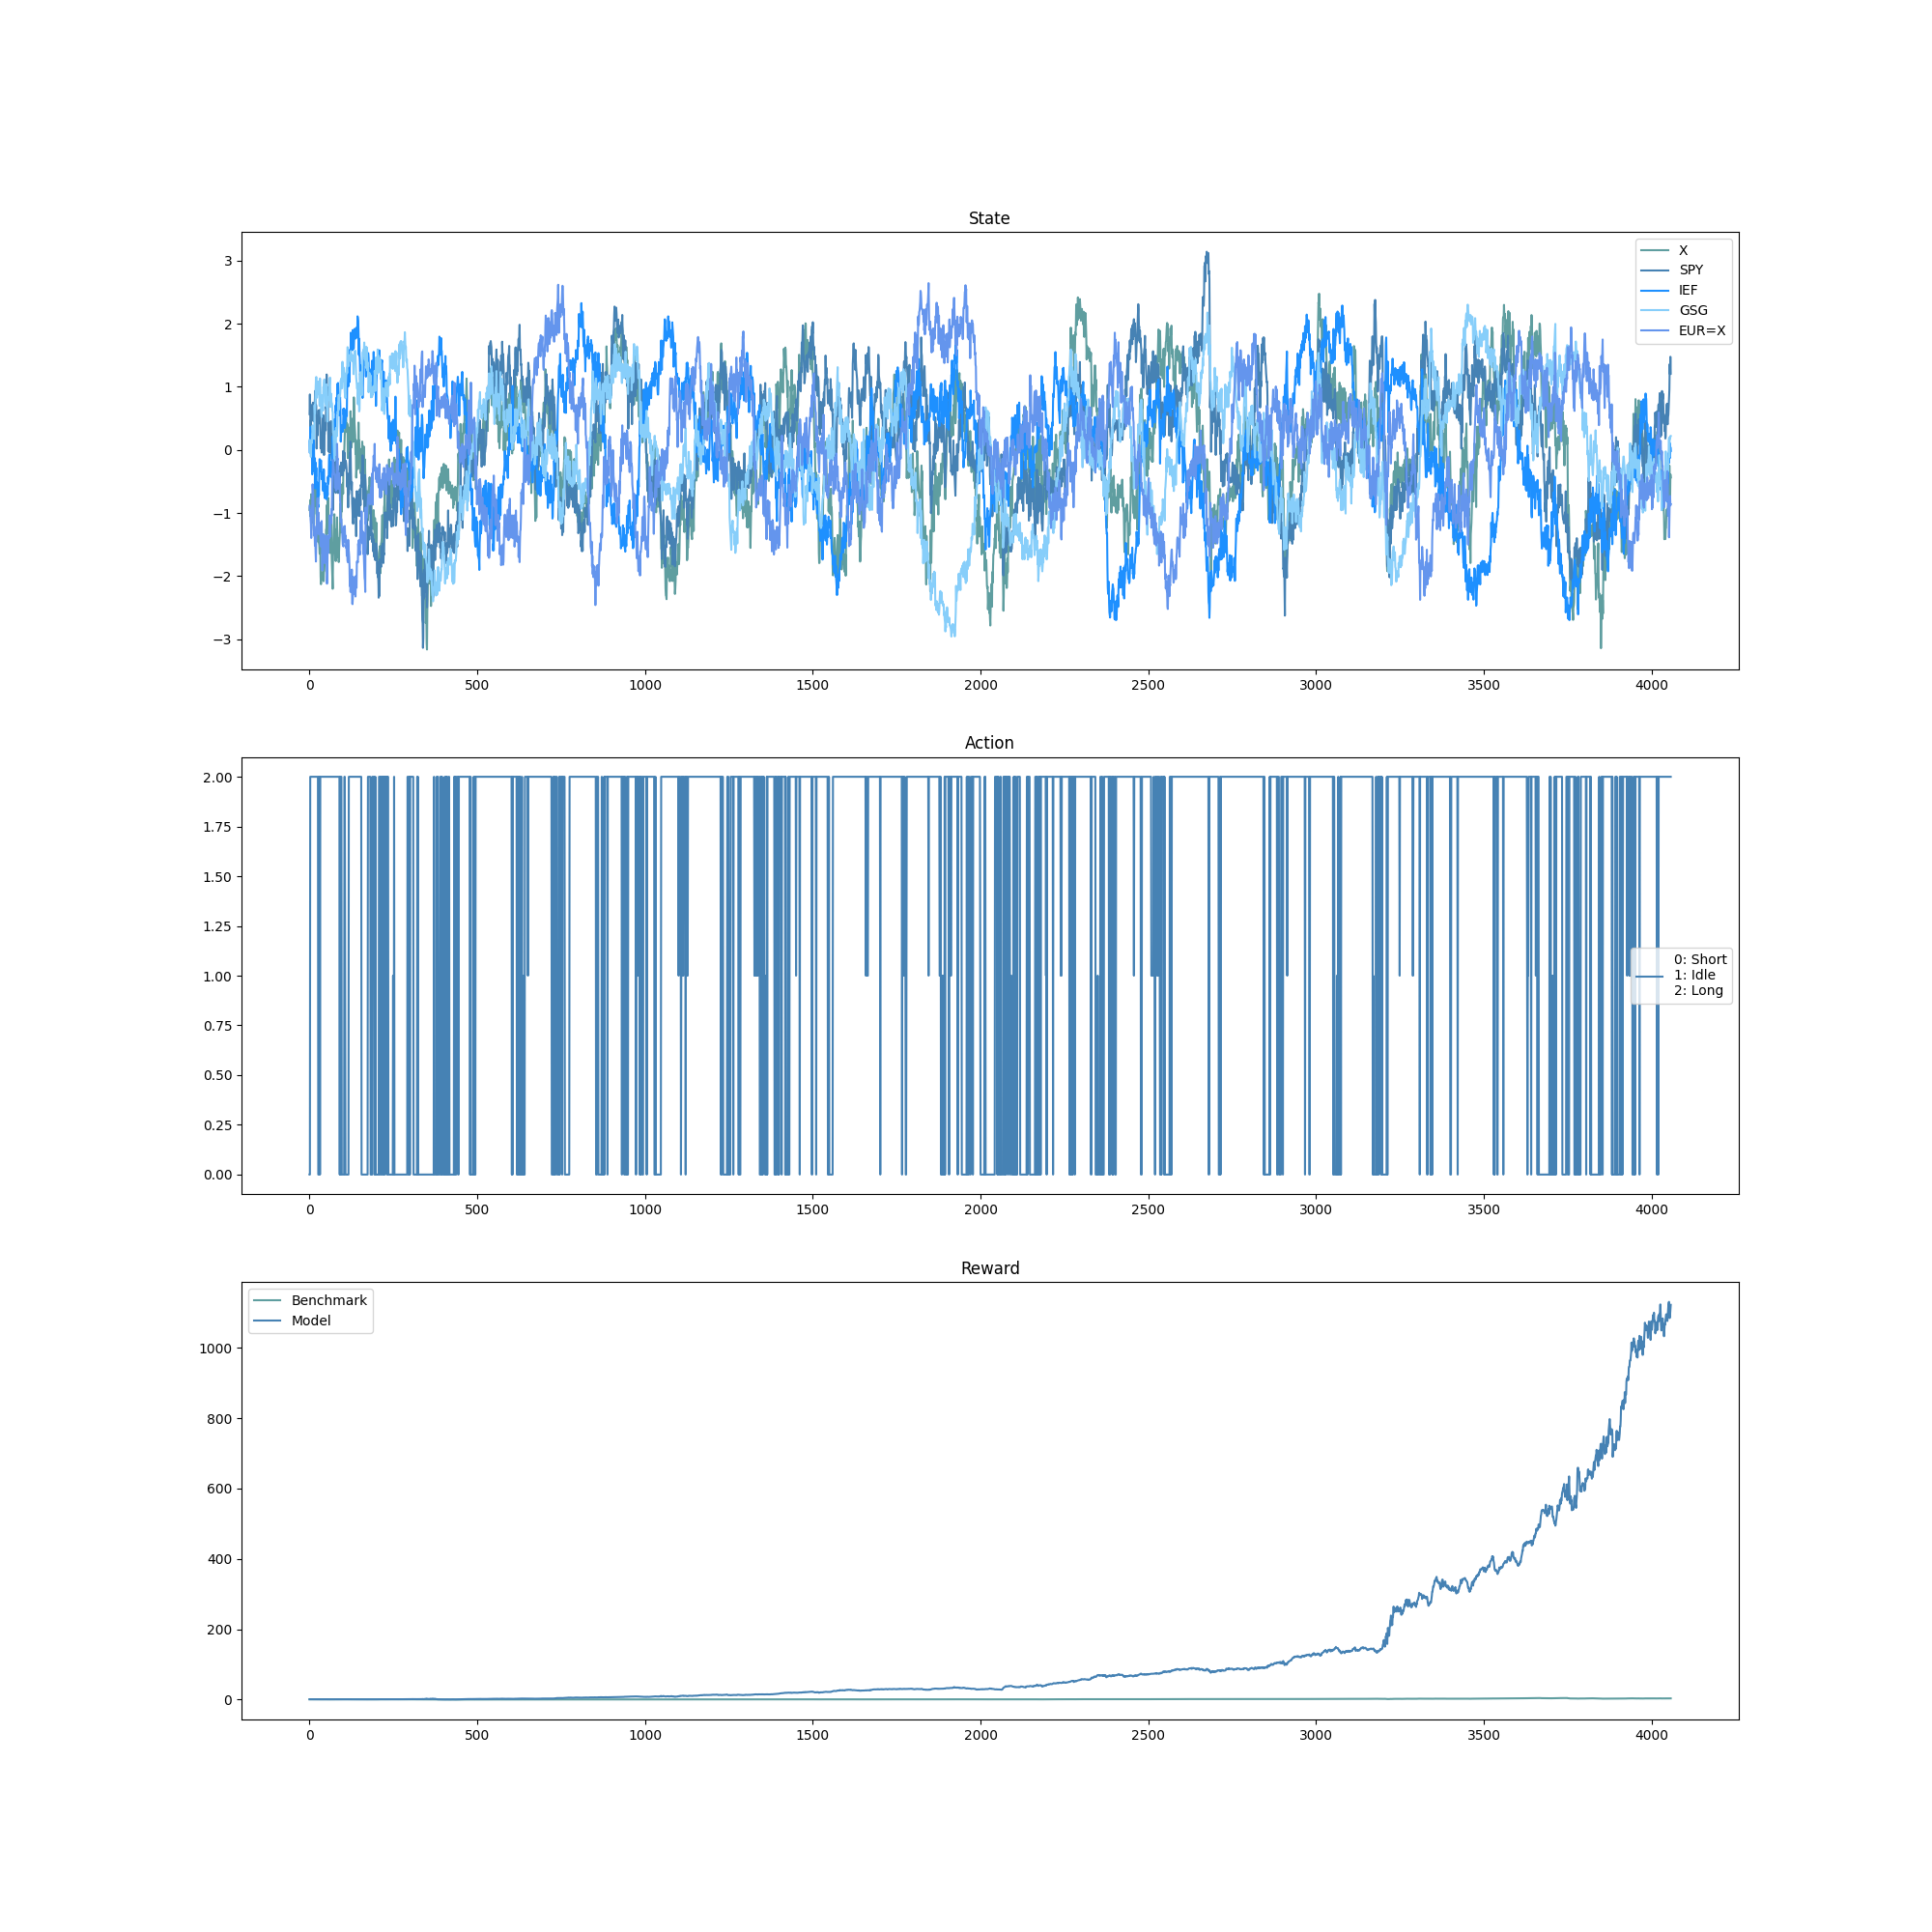 State
3
2
1
0
−1
−2
−3
X
SPY
IEF
GSG
EUR=X
0 500 1000 1500 2000 2500 3000 3500 4000
Action
2.00
1.75
1.50
1.25
1.00
0.75
0.50
0.25
0.00
0: Short
1: Idle
2: Long
0 500 1000 1500 2000 2500 3000 3500 4000
Reward
Benchmark
Model
1000
800
600
400
200
0
0 500 1000 1500 2000 2500 3000 3500 4000